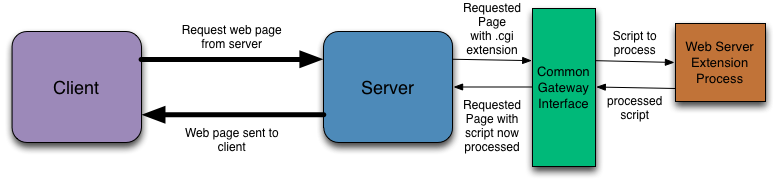 Request web page
from server
Client
Web page sent to
client
Server
Requested
Page
with .cgi
extension
Requested
Page with
script now
processed
Common
Gateway
Interface
Script to
process
processed
script
Web Server
Extension
Process